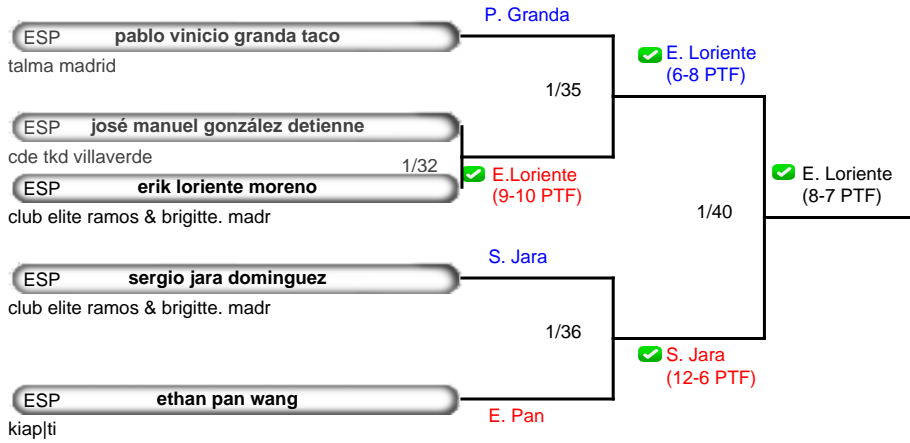 P. Granda
ESP pablo vinicio granda taco
talma madrid
E. Loriente
(6-8 PTF)
1/35
ESP josé manuel gonzález detienne
cde tkd villaverde
1/32
E.Loriente
(9-10 PTF)
ESP erik loriente moreno
club elite ramos & brigitte. madr
E. Loriente
(8-7 PTF)
1/40
S. Jara
ESP sergio jara dominguez
club elite ramos & brigitte. madr
1/36
S. Jara
(12-6 PTF)
ESP ethan pan wang
kiap|ti
E. Pan